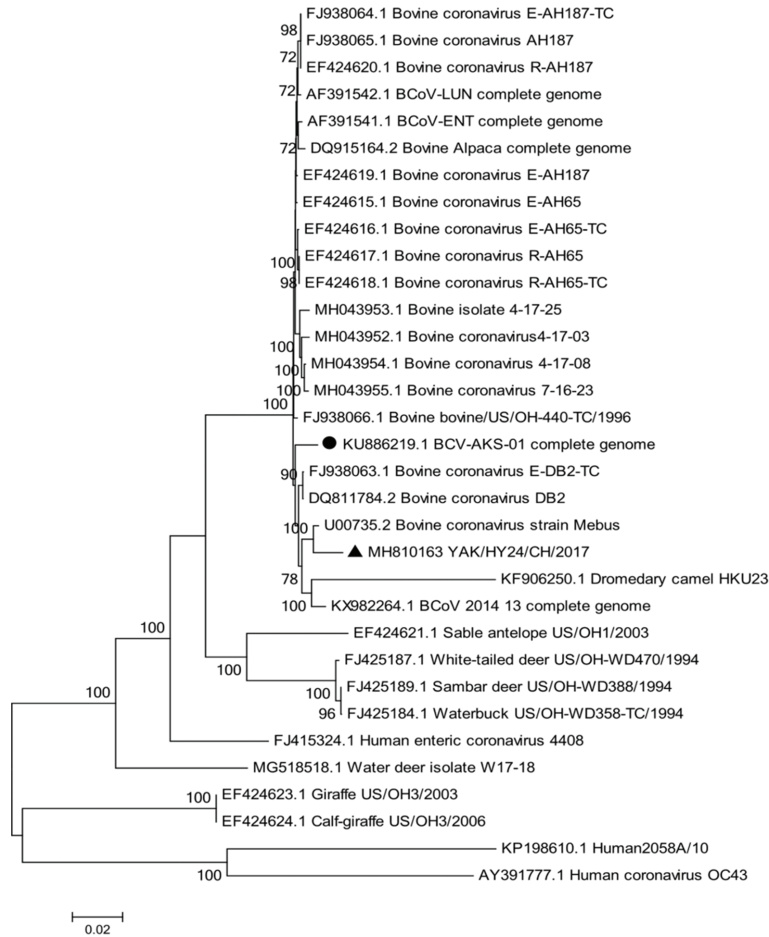 FJ938064.1 Bovine coronavirus E-AH187-TC
98
FJ938065.1 Bovine coronavirus AH187
72
EF424620.1 Bovine coronavirus R-AH187
72
AF391542.1 BCoV-LUN complete genome
AF391541.1 BCoV-ENT complete genome
72
DQ915164.2 Bovine Alpaca complete genome
EF424619.1 Bovine coronavirus E-AH187
EF424615.1 Bovine coronavirus E-AH65
EF424616.1 Bovine coronavirus E-AH65-TC
EF424617.1 Bovine coronavirus R-AH65
100
98
EF424618.1 Bovine coronavirus R-AH65-TC
MH043953.1 Bovine isolate 4-17-25
MH043952.1 Bovine coronavirus4-17-03
100
MH043954.1 Bovine coronavirus 4-17-08
100
100
MH043955.1 Bovine coronavirus 7-16-23
100
FJ938066.1 Bovine bovine/US/OH-440-TC/1996
KU886219.1 BCV-AKS-01 complete genome
FJ938063.1 Bovine coronavirus E-DB2-TC
90
DQ811784.2 Bovine coronavirus DB2
U00735.2 Bovine coronavirus strain Mebus
100
MH810163 YAK/HY24/CH/2017
78
KF906250.1 Dromedary camel HKU23
100
KX982264.1 BCoV 2014 13 complete genome
100
EF424621.1 Sable antelope US/OH1/2003
100
FJ425187.1 White-tailed deer US/OH-WD470/1994
100
FJ425189.1 Sambar deer US/OH-WD388/1994
96
FJ425184.1 Waterbuck US/OH-WD358-TC/1994
100
FJ415324.1 Human enteric coronavirus 4408
MG518518.1 Water deer isolate W17-18
100
EF424623.1 Giraffe US/OH3/2003
EF424624.1 Calf-giraffe US/OH3/2006
KP198610.1 Human2058A/10
100
AY391777.1 Human coronavirus OC43
0.02